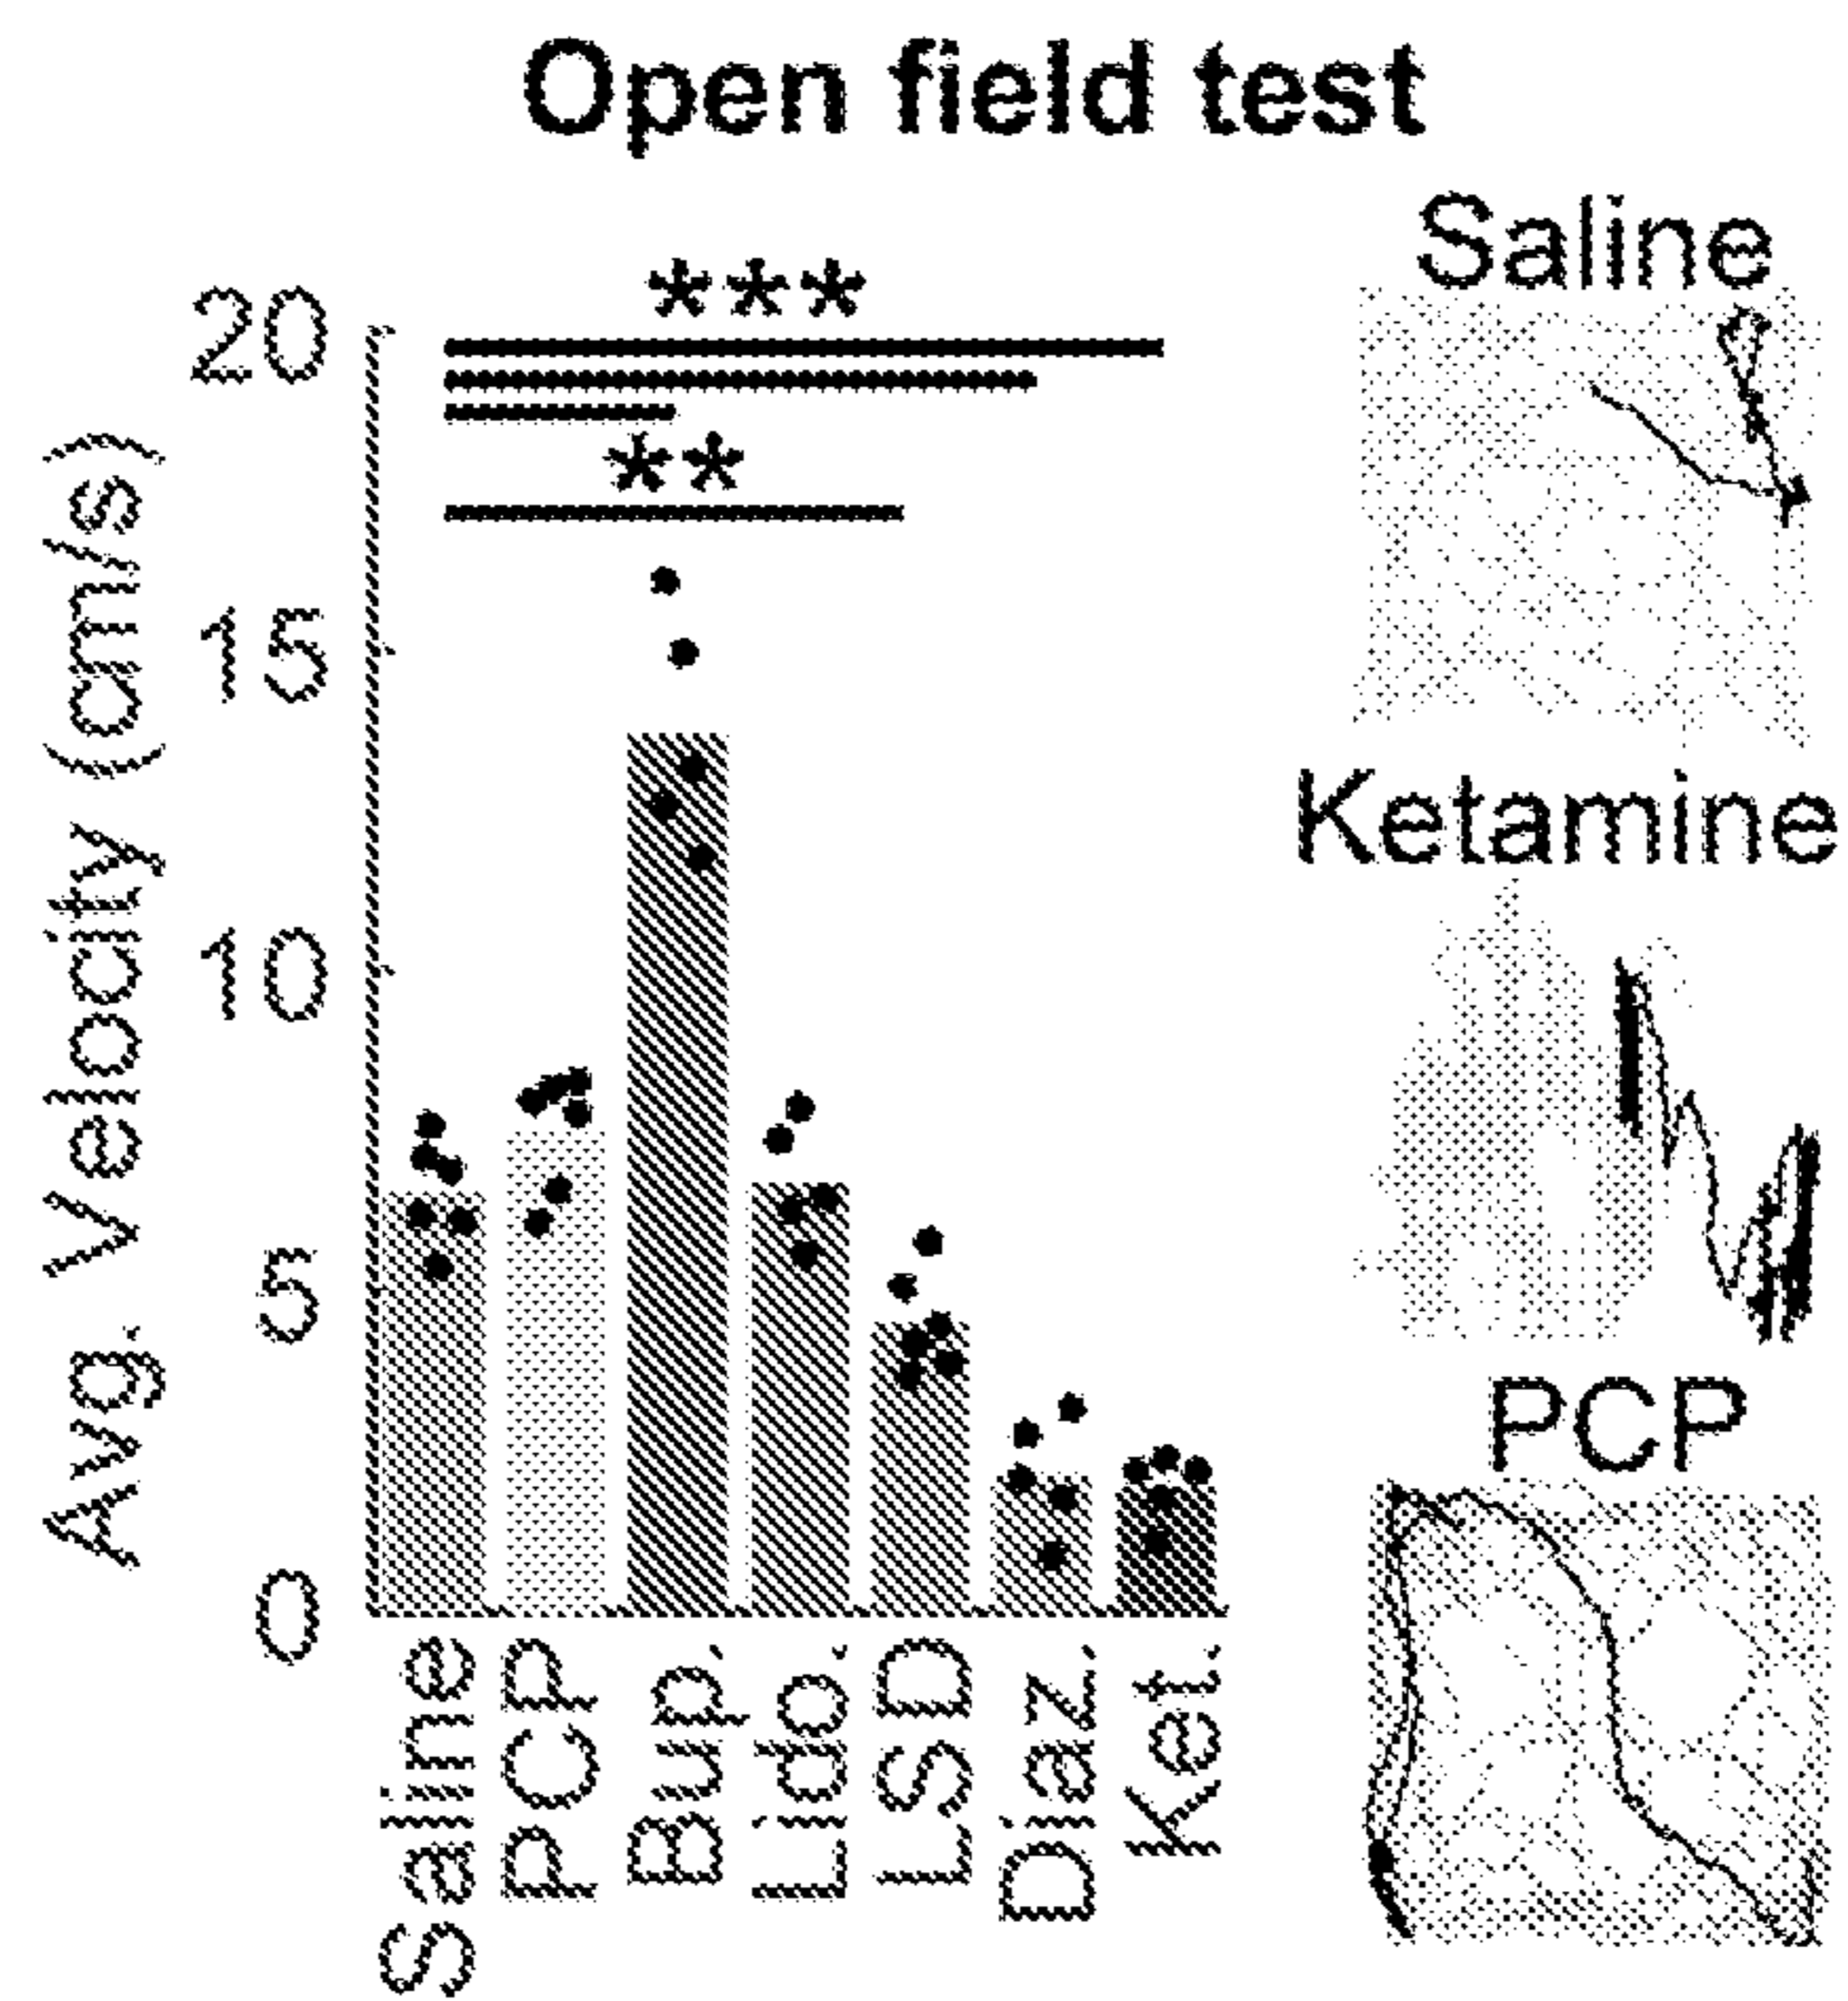 Open field test
Avg. Velocity (cm/s)
20
15
10
5
0
***
**
Saline
PCP
Bup.
Lido.
LSD
Diaz.
Ket.
Saline
Ketamine
PCP